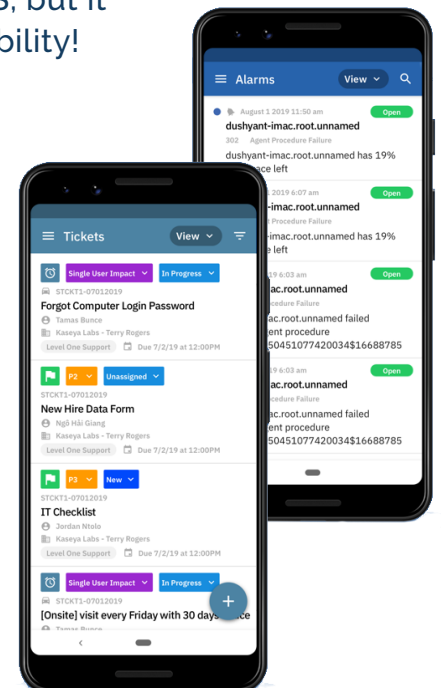 s, but it
bility!
Alarms
View
August 1 2019 11:50 am
Open
dushyant-imac.root.unnamed
302 Agent Procedure Failure
dushyant-imac.root.unnamed has 19%
ace left
2019 6:07 am
Open
-imac.root.unnamed
t Procedure Failure
-imac.root.unnamed has 19%
e left
19 6:03 am
Open
ac.root.unnamed
cedure Failure
ac.root.unnamed failed
ent procedure
50451077420034$16688785
19 6:03 am
Open
ac.root.unnamed
cedure Failure
ac.root.unnamed failed
ent procedure
50451077420034$16688785
Tickets
View
Single User Impact
In Progress
STCKT1-07012019
Forgot Computer Login Password
Tamas Bunce
Kaseya Labs - Terry Rogers
Level One Support
Due 7/2/19 at 12:00PM
P2
Unassigned
STCKT1-07012019
New Hire Data Form
Ngô Hải Giang
Kaseya Labs - Terry Rogers
Level One Support
Due 7/2/19 at 12:00PM
P3
New
STCKT1-07012019
IT Checklist
Jordan Ntolo
Kaseya Labs - Terry Rogers
Level One Support
Due 7/2/19 at 12:00PM
Single User Impact
In Progress
STCKT1-07012019
[Onsite] visit every Friday with 30 days
Tamas Bunce